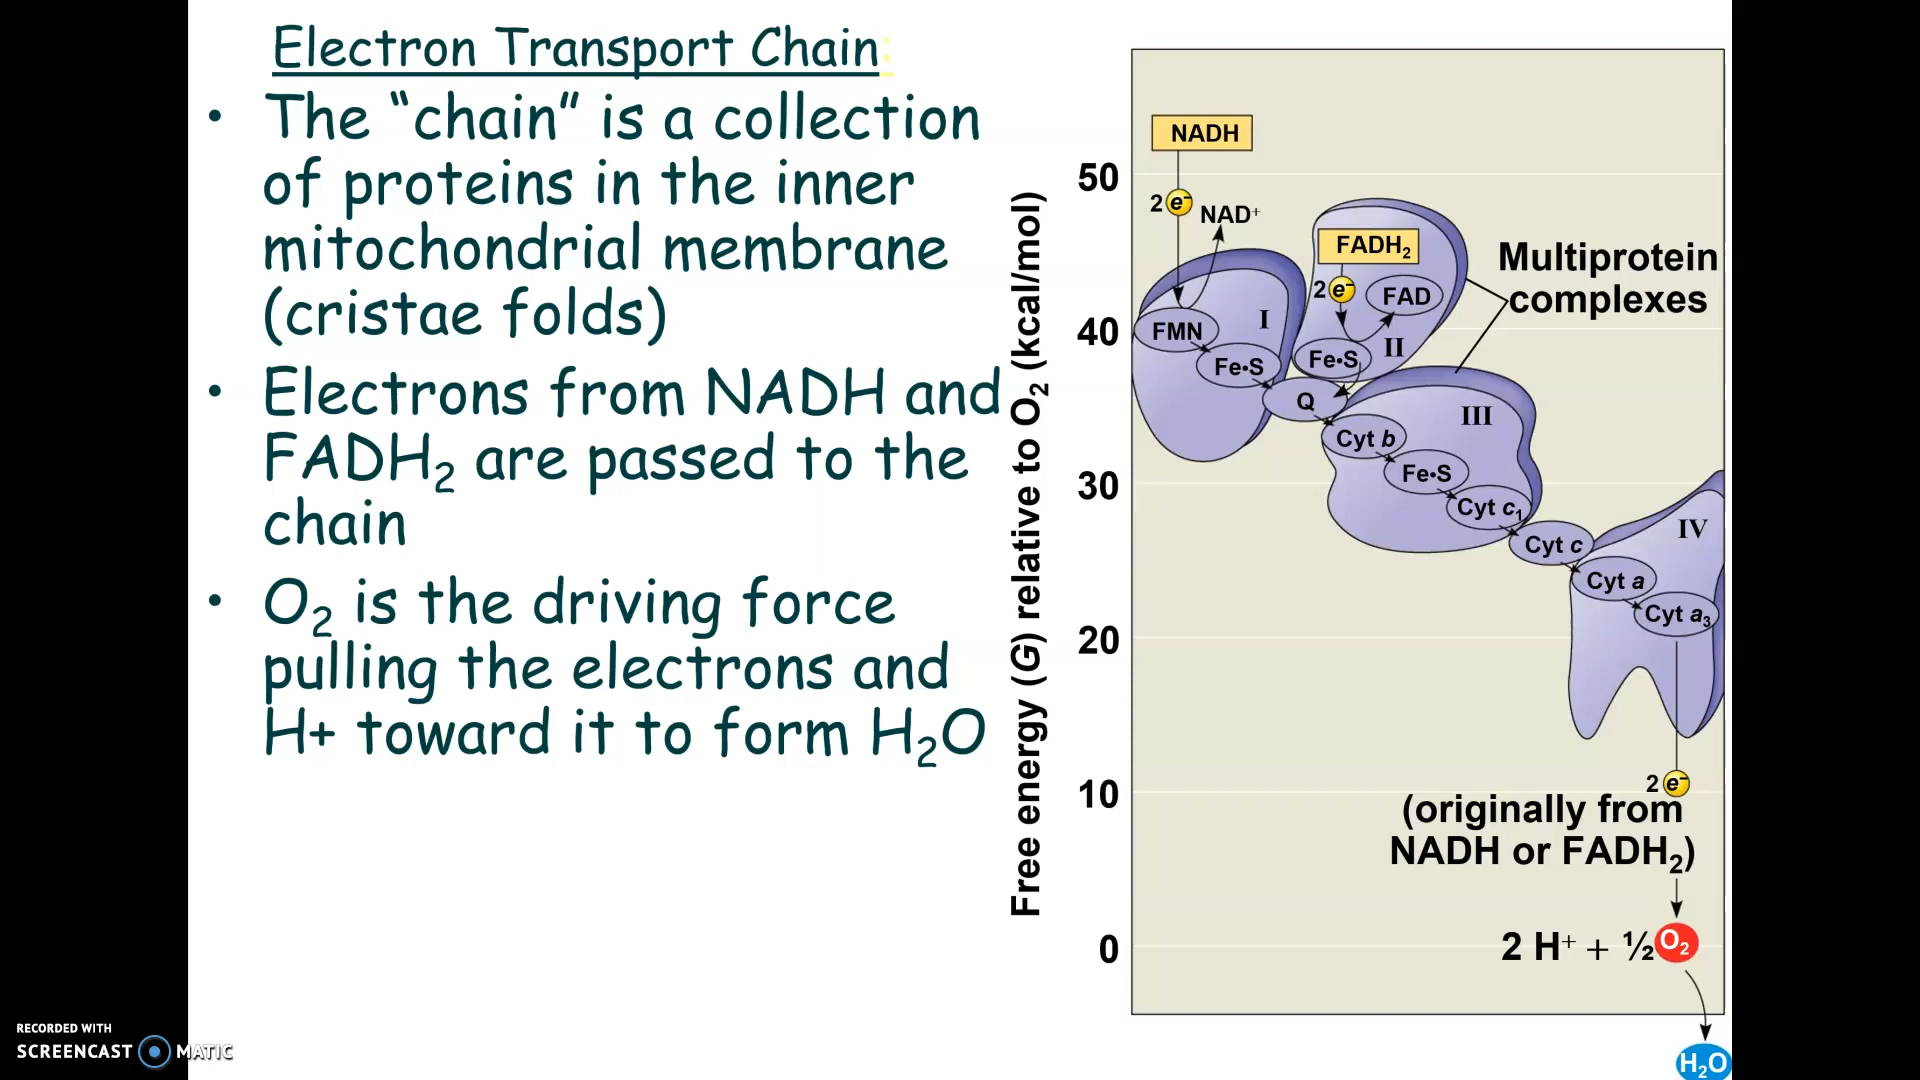 Electron Transport Chain:
• The “chain” is a collection
of proteins in the inner
mitochondrial membrane
(cristae folds)
• Electrons from NADH and
FADH₂ are passed to the
chain
• O₂ is the driving force
pulling the electrons and
H+ toward it to form H₂O
Free energy (G) relative to O₂ (kcal/mol)
50
40
30
20
10
0
NADH
2 e⁻
NAD⁺
FADH₂
2 e⁻
FAD
Multiprotein
complexes
I
FMN
Fe•S
Fe•S
II
Q
III
Cyt b
Fe•S
Cyt c₁
IV
Cyt c
Cyt a
Cyt a₃
2 e⁻
(originally from
NADH or FADH₂)
2 H⁺ + ½ O₂
H₂O
RECORDED WITH
SCREENCAST MATIC